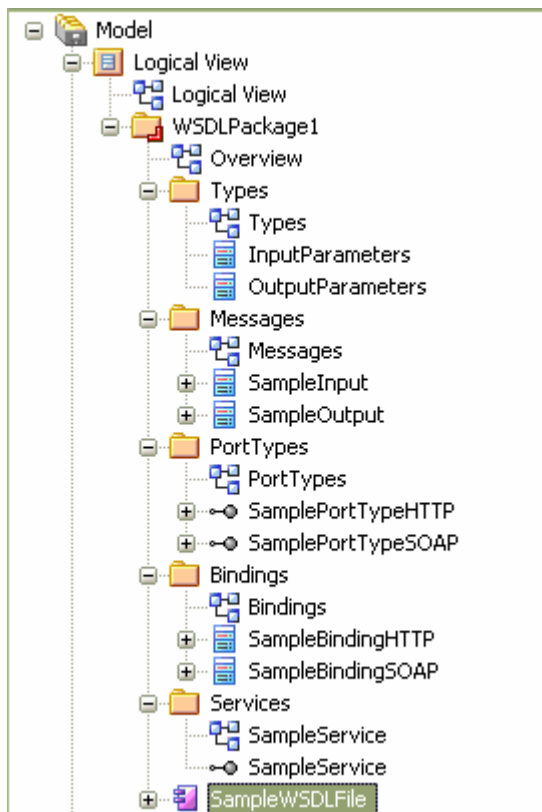 Model
Logical View
Logical View
WSDLPackage1
Overview
Types
Types
InputParameters
OutputParameters
Messages
Messages
SampleInput
SampleOutput
PortTypes
PortTypes
SamplePortTypeHTTP
SamplePortTypeSOAP
Bindings
Bindings
SampleBindingHTTP
SampleBindingSOAP
Services
SampleService
SampleService
SampleWSDLFile